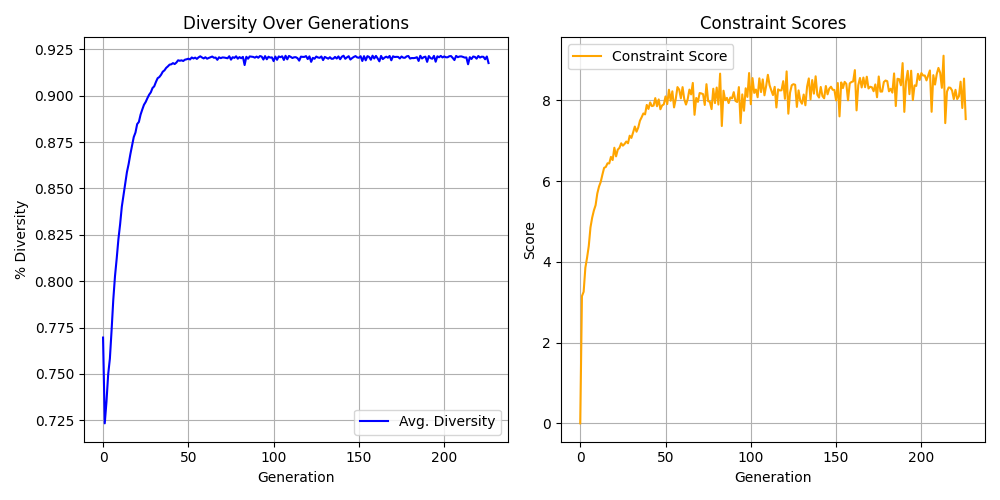 Diversity Over Generations
0.925
0.900
0.875
0.850
0.825
0.800
0.775
0.750
0.725
% Diversity
Avg. Diversity
0 50 100 150 200
Generation
Constraint Scores
Constraint Score
8
6
4
2
0
Score
0 50 100 150 200
Generation